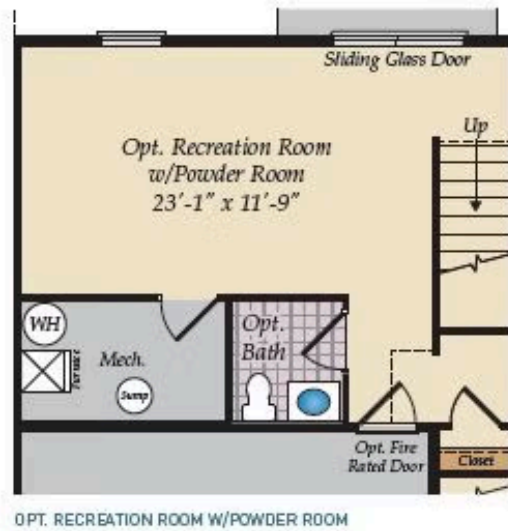 Sliding Glass Door
Up
Opt. Recreation Room
w/Powder Room
23'-1" x 11'-9"
WH
Furnace
Mech.
Sump
Opt.
Bath
Opt. Fire
Rated Door
Closet
OPT. RECREATION ROOM W/POWDER ROOM